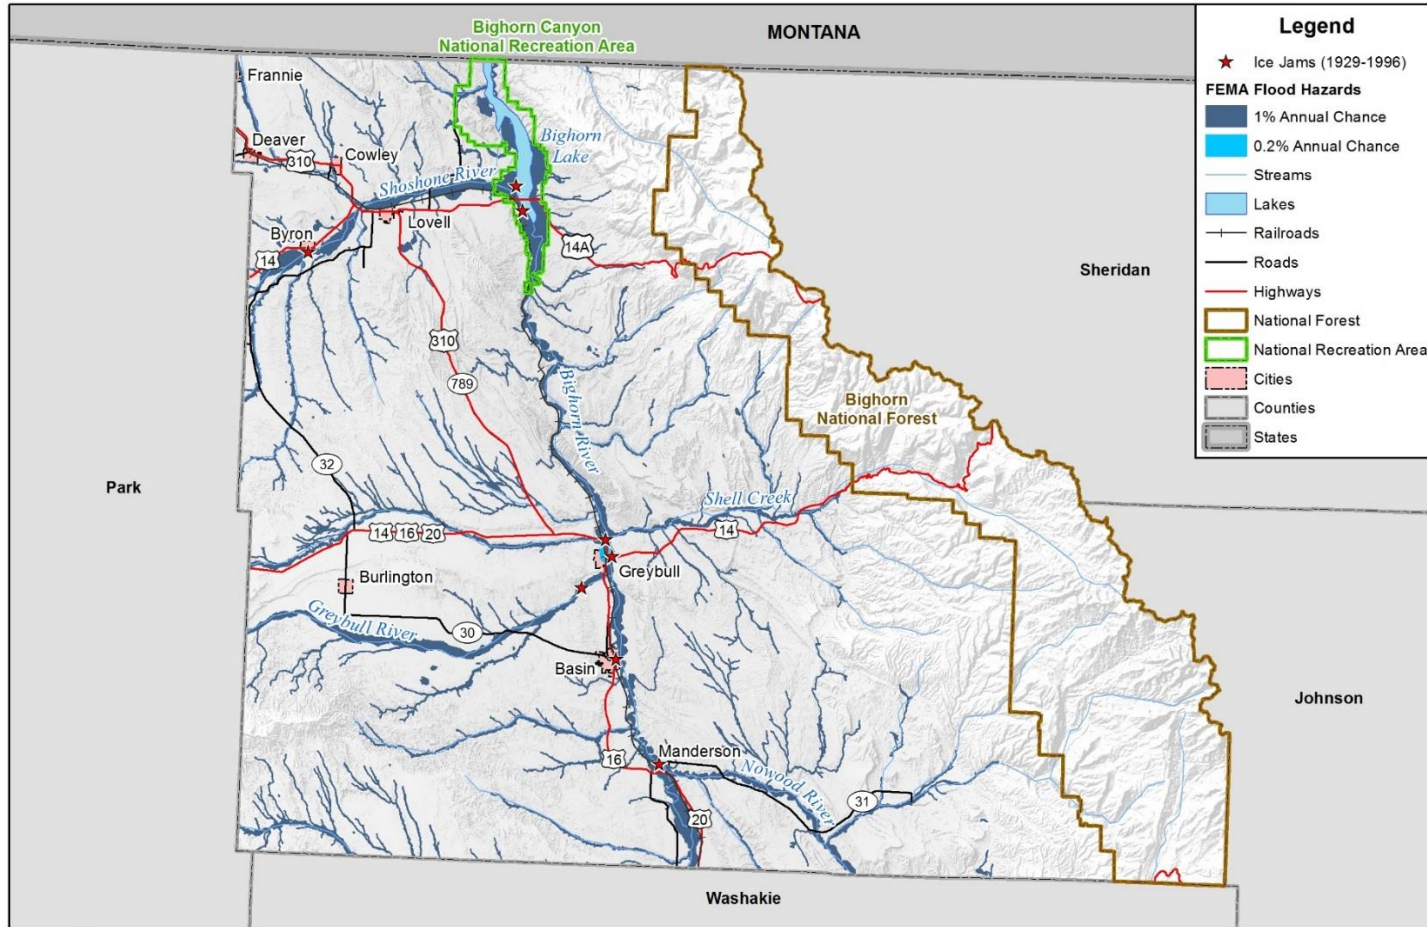 Bighorn Canyon
National Recreation Area
MONTANA
Frannie
Deaver
310
Cowley
Bighorn
Lake
Shoshone River
Lovell
Byron
14
14A
Sheridan
310
789
Bighorn River
Bighorn
National Forest
32
Park
Shell Creek
14 16 20
14
Greybull
Burlington
Greybull River
30
Basin
Johnson
Manderson
16
Nowood River
31
20
Washakie
Legend
Ice Jams (1929-1996)
FEMA Flood Hazards
1% Annual Chance
0.2% Annual Chance
Streams
Lakes
Railroads
Roads
Highways
National Forest
National Recreation Area
Cities
Counties
States